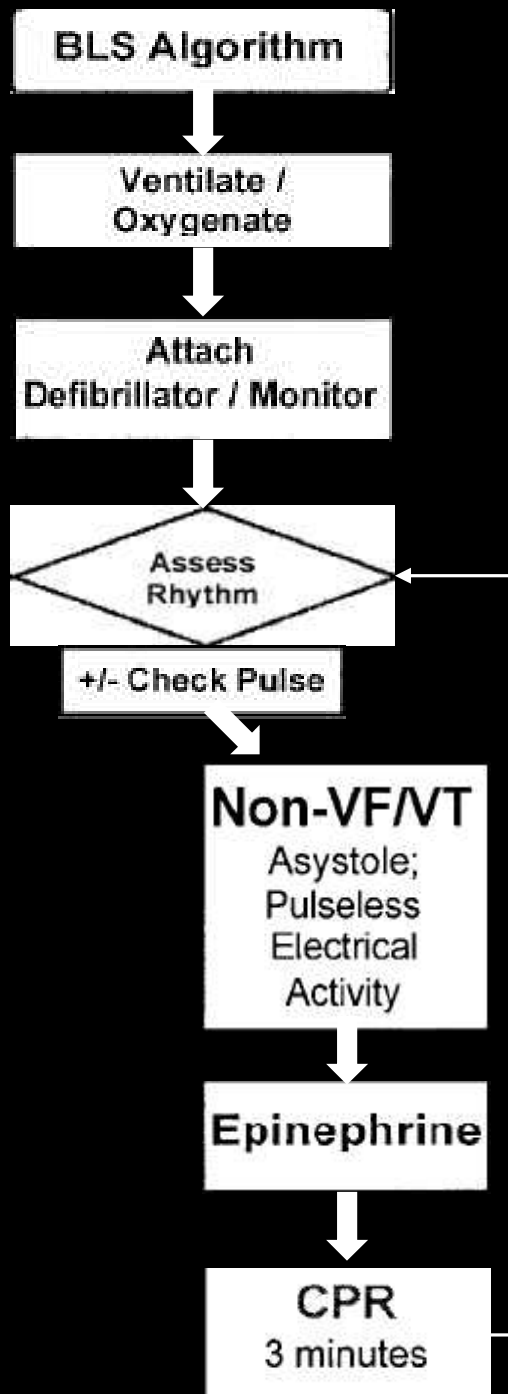 BLS Algorithm
Ventilate /
Oxygenate
Attach
Defibrillator / Monitor
Assess
Rhythm
+/- Check Pulse
Non-VF/VT
Asystole;
Pulseless
Electrical
Activity
Epinephrine
CPR
3 minutes